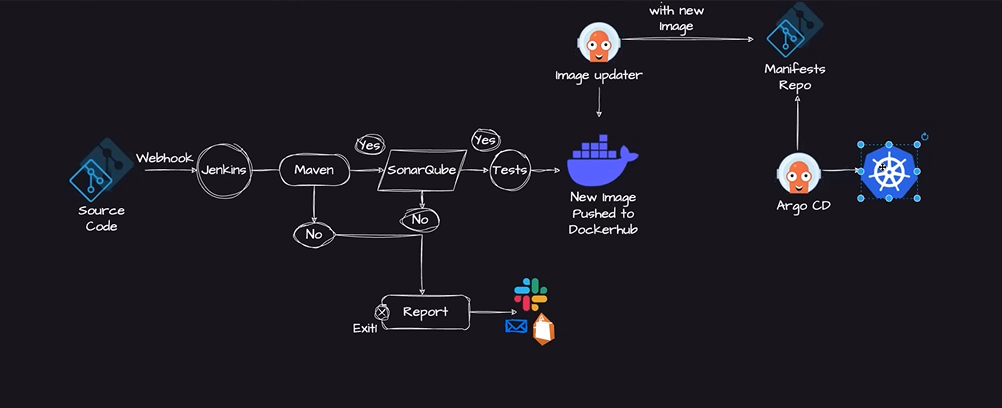 with new
Image
Image updater
Manifests
Repo
Webhook
Source
Code
Jenkins
Maven
Yes
SonarQube
Yes
Tests
New Image
Pushed to
Dockerhub
Argo CD
No
No
Report
Exit!